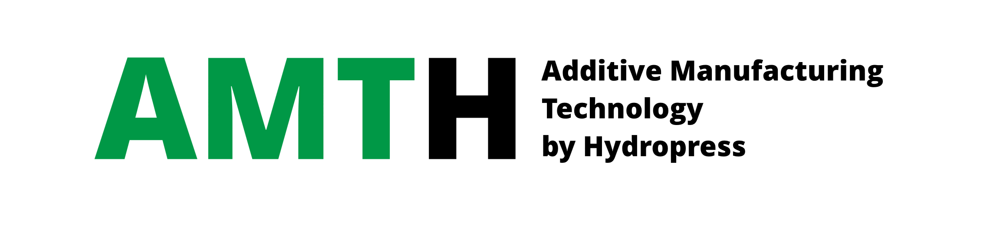 AMTH
Additive Manufacturing
Technology
by Hydropress